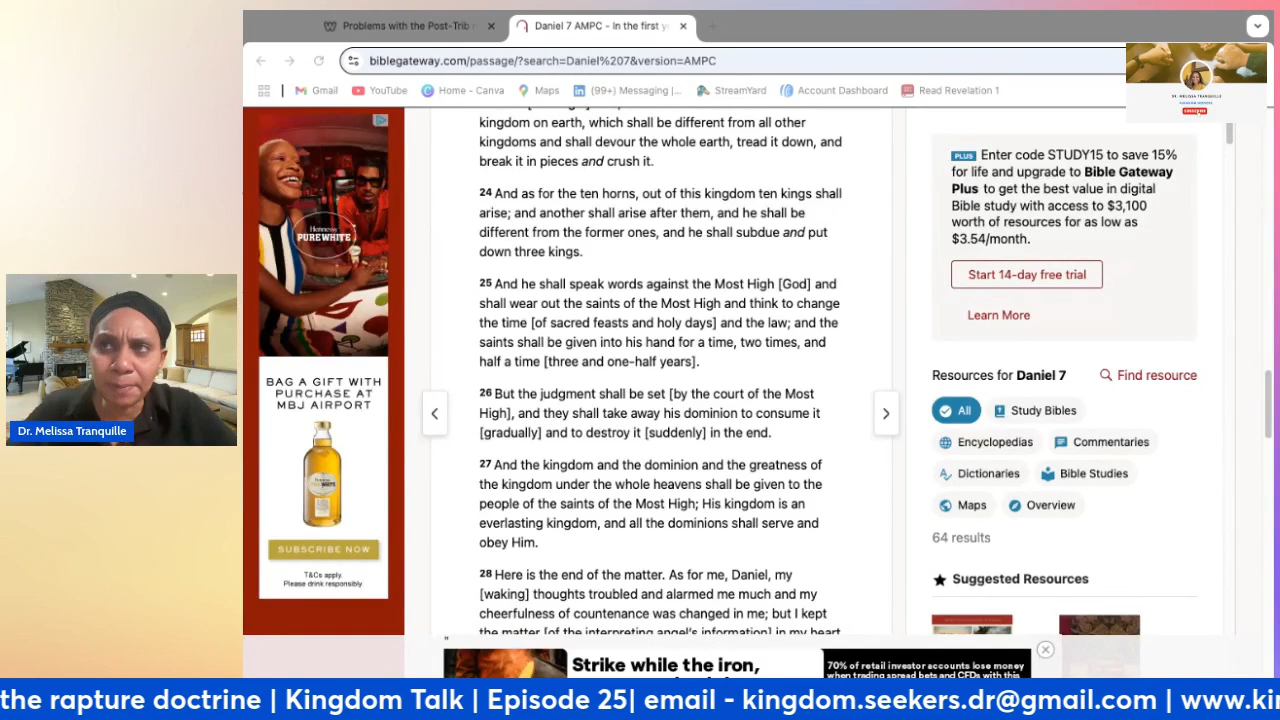 Problems with the Post-Trib
Daniel 7 AMPC - In the first
biblegateway.com/passage/?search=Daniel%207&version=AMPC
Gmail
YouTube
Home - Canva
Maps
(99+) Messaging |...
StreamYard
Account Dashboard
Read Revelation 1
DR. MELISSA TRANQUILLE
kingdom on earth, which shall be different from all other
kingdoms and shall devour the whole earth, tread it down, and
break it in pieces and crush it.
24 And as for the ten horns, out of this kingdom ten kings shall
arise; and another shall arise after them, and he shall be
different from the former ones, and he shall subdue and put
down three kings.
25 And he shall speak words against the Most High [God] and
shall wear out the saints of the Most High and think to change
the time [of sacred feasts and holy days] and the law; and the
saints shall be given into his hand for a time, two times, and
half a time [three and one-half years].
26 But the judgment shall be set [by the court of the Most
High], and they shall take away his dominion to consume it
[gradually] and to destroy it [suddenly] in the end.
27 And the kingdom and the dominion and the greatness of
the kingdom under the whole heavens shall be given to the
people of the saints of the Most High; His kingdom is an
everlasting kingdom, and all the dominions shall serve and
obey Him.
28 Here is the end of the matter. As for me, Daniel, my
[waking] thoughts troubled and alarmed me much and my
cheerfulness of countenance was changed in me; but I kept
the matter [of the interpreting angel's information] in my heart
PLUS Enter code STUDY15 to save 15%
for life and upgrade to Bible Gateway
Plus to get the best value in digital
Bible study with access to $3,100
worth of resources for as low as
$3.54/month.
Start 14-day free trial
Learn More
Resources for Daniel 7
Find resource
All
Study Bibles
Encyclopedias
Commentaries
Dictionaries
Bible Studies
Maps
Overview
64 results
Suggested Resources
Hennessy
PUREWHITE
BAG A GIFT WITH
PURCHASE AT
MBJ AIRPORT
SUBSCRIBE NOW
T&Cs apply.
Please drink responsibly
Dr. Melissa Tranquille
Strike while the iron,
70% of retail investor accounts lose money
when trading spread bets and CFDs with this
the rapture doctrine | Kingdom Talk | Episode 25| email - kingdom.seekers.dr@gmail.com | www.ki